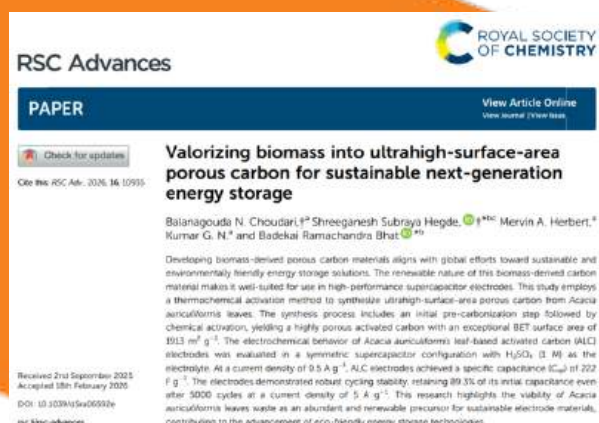 ROYAL SOCIETY
OF CHEMISTRY
RSC Advances
PAPER
View Article Online
View Journal | View Issue
Check for updates
Cite this: RSC Adv., 2026, 16, 10935
Valorizing biomass into ultrahigh-surface-area
porous carbon for sustainable next-generation
energy storage
Balanagouda N. Choudari,†ᵃ Shreeganesh Subraya Hegde, †*ᵇᶜ Mervin A. Herbert,ᵃ
Kumar G. N.ᵃ and Badekai Ramachandra Bhat *ᵇ
Developing biomass-derived porous carbon materials aligns with global efforts toward sustainable and
environmentally friendly energy storage solutions. The renewable nature of this biomass-derived carbon
material makes it well-suited for use in high-performance supercapacitor electrodes. This study employs
a thermochemical activation method to synthesize ultrahigh-surface-area porous carbon from Acacia
auriculiformis leaves. The synthesis process includes an initial pre-carbonization step followed by
chemical activation, yielding a highly porous activated carbon with an exceptional BET surface area of
1913 m² g⁻¹. The electrochemical behavior of Acacia auriculiformis leaf-based activated carbon (ALC)
electrodes was evaluated in a symmetric supercapacitor configuration with H₂SO₄ (1 M) as the
electrolyte. At a current density of 0.5 A g⁻¹, ALC electrodes achieved a specific capacitance (Cₛₚ) of 222
F g⁻¹. The electrodes demonstrated robust cycling stability, retaining 89.3% of its initial capacitance even
after 5000 cycles at a current density of 5 A g⁻¹. This research highlights the viability of Acacia
auriculiformis leaves waste as an abundant and renewable precursor for sustainable electrode materials,
contributing to the advancement of eco-friendly energy storage technologies.
Received 2nd September 2025
Accepted 18th February 2026
DOI: 10.1039/d5ra06592e